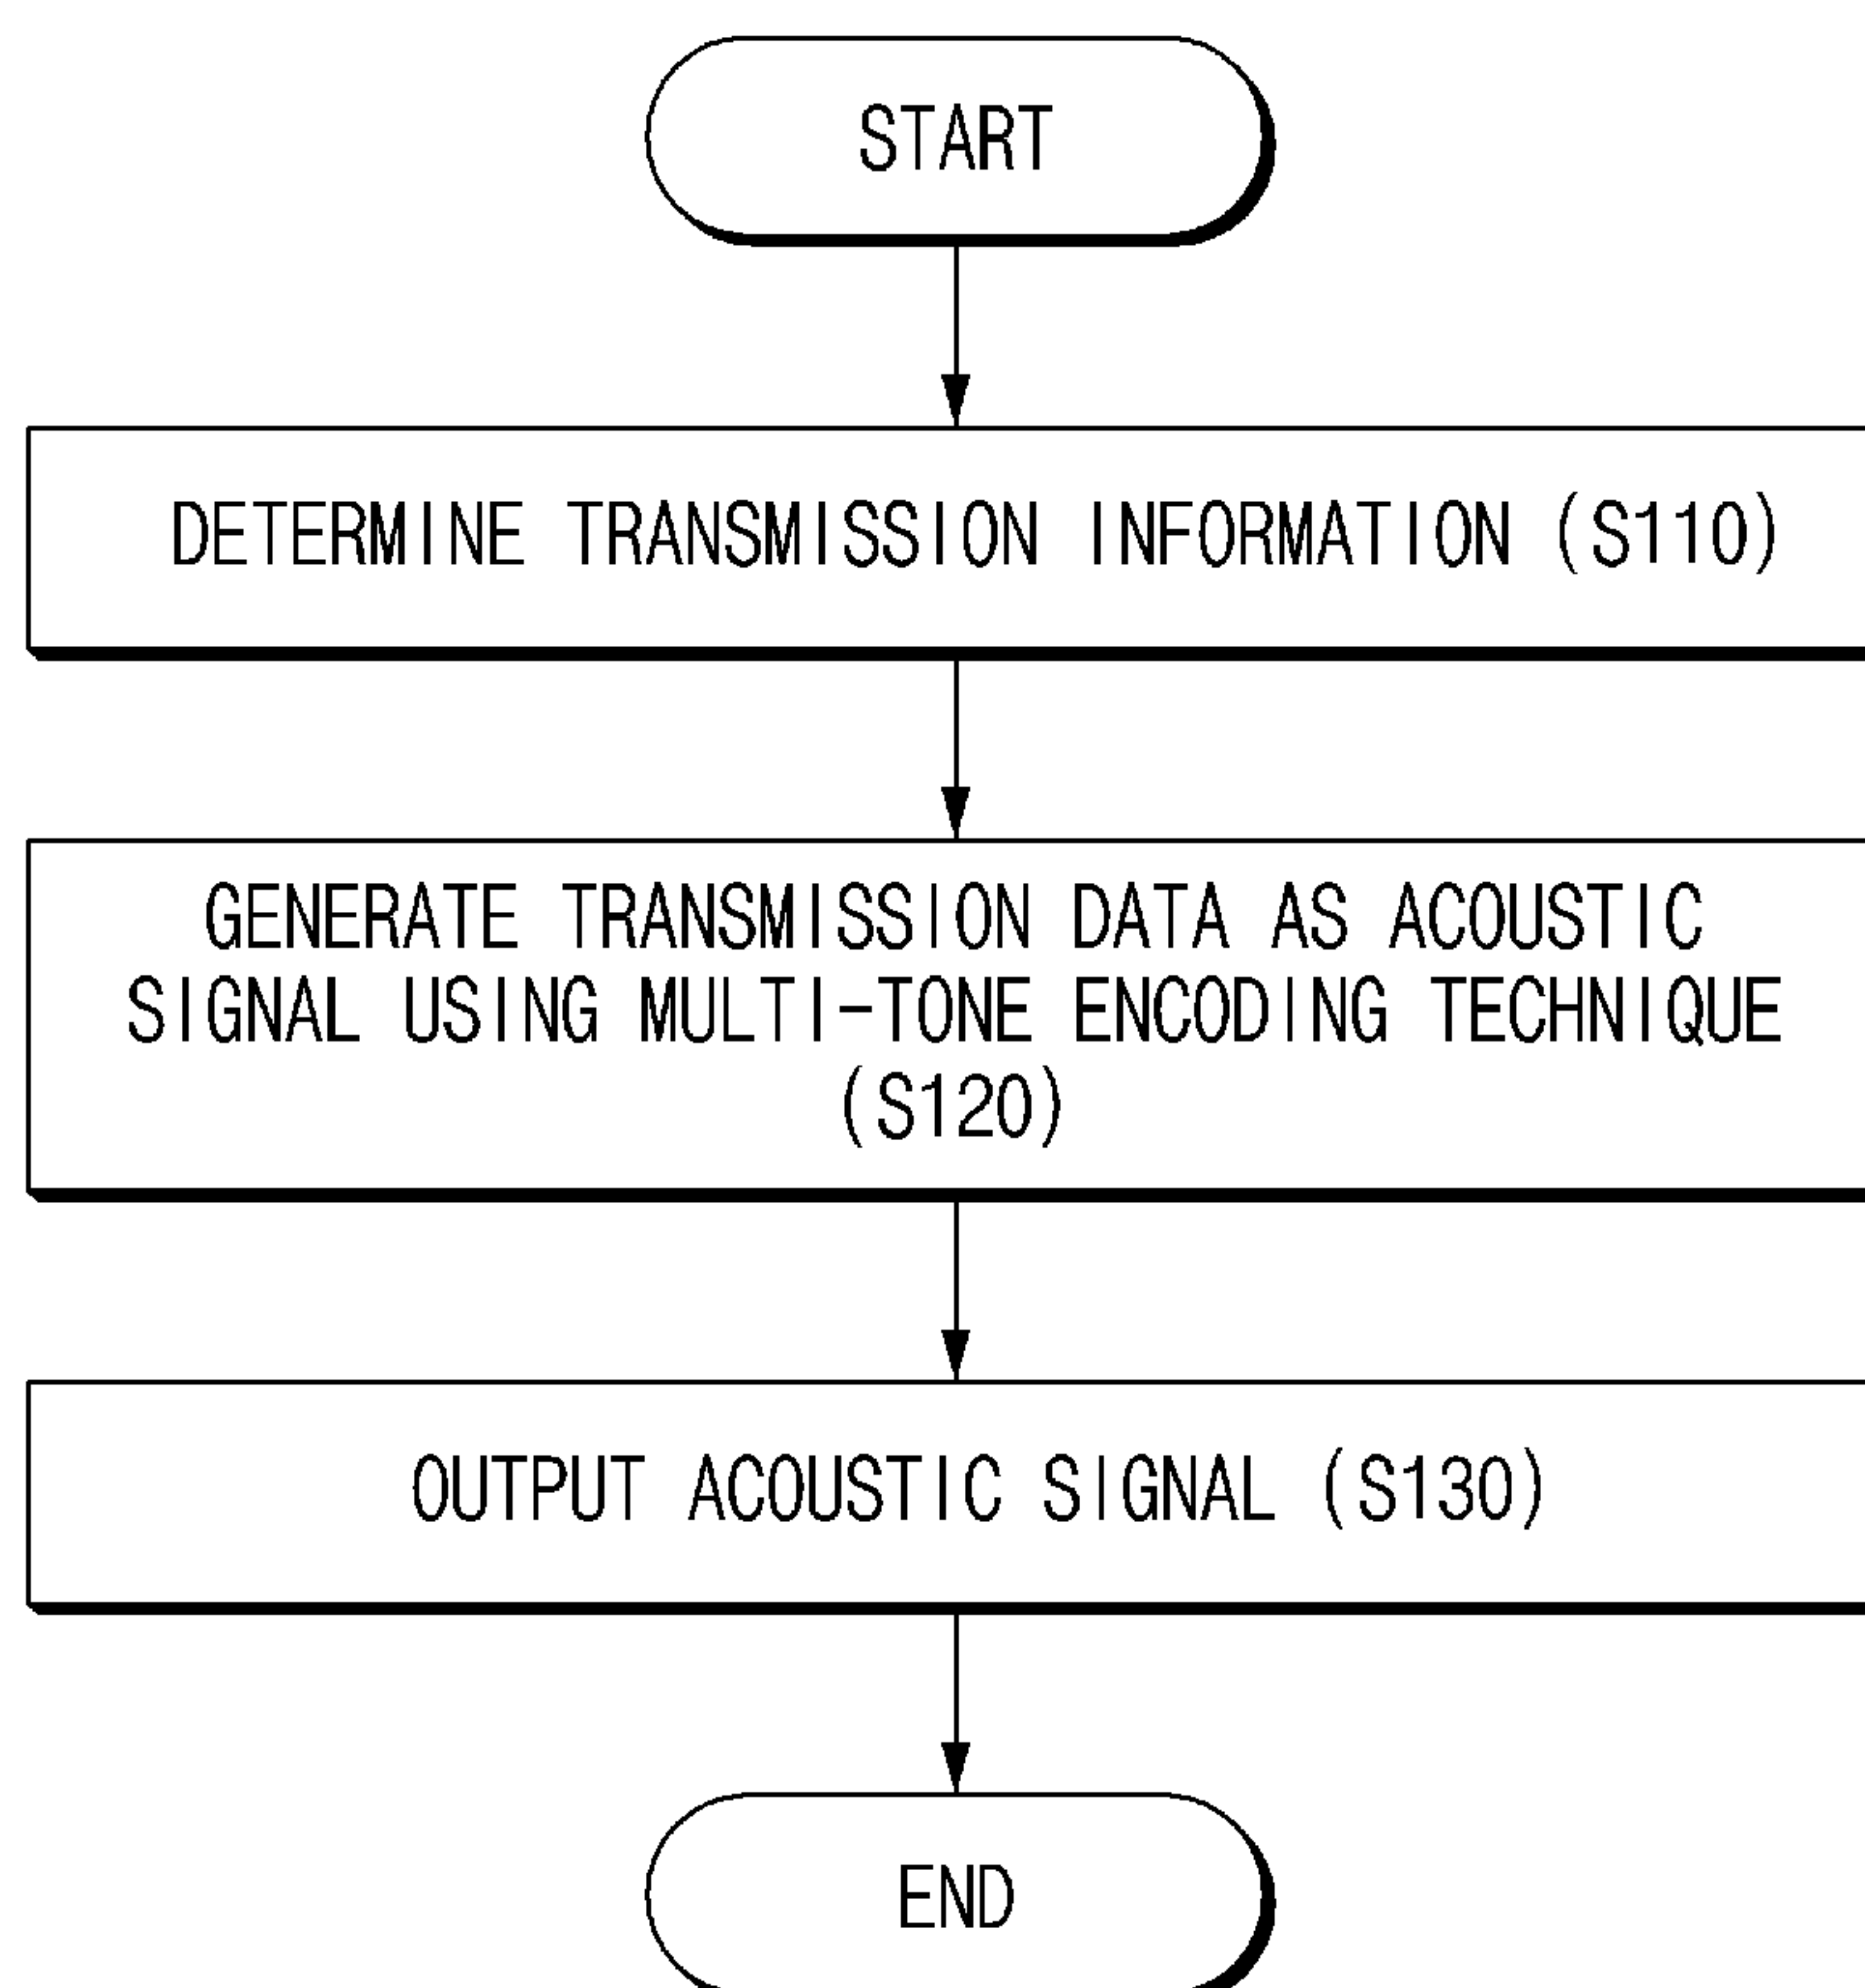 START
DETERMINE TRANSMISSION INFORMATION (S110)
GENERATE TRANSMISSION DATA AS ACOUSTIC
SIGNAL USING MULTI-TONE ENCODING TECHNIQUE
(S120)
OUTPUT ACOUSTIC SIGNAL (S130)
END